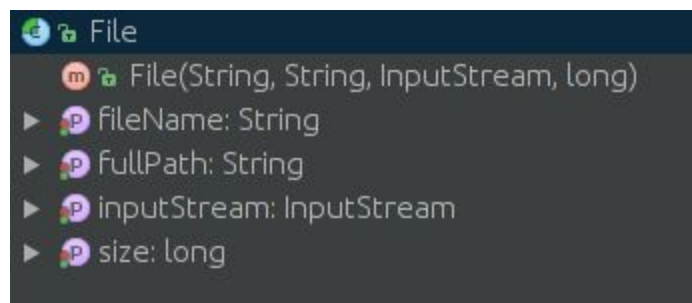 File
File(String, String, InputStream, long)
fileName: String
fullPath: String
inputStream: InputStream
size: long